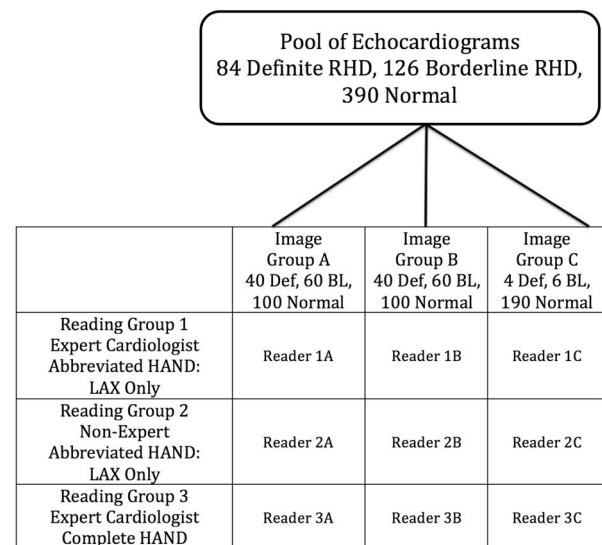 Pool of Echocardiograms
84 Definite RHD, 126 Borderline RHD,
390 Normal
Image
Group A
40 Def, 60 BL,
100 Normal
Image
Group B
40 Def, 60 BL,
100 Normal
Image
Group C
4 Def, 6 BL,
190 Normal
Reading Group 1
Expert Cardiologist
Abbreviated HAND:
LAX Only
Reader 1A
Reader 1B
Reader 1C
Reading Group 2
Non-Expert
Abbreviated HAND:
LAX Only
Reader 2A
Reader 2B
Reader 2C
Reading Group 3
Expert Cardiologist
Complete HAND
Reader 3A
Reader 3B
Reader 3C